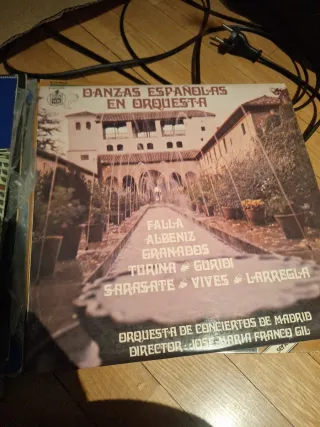 DANZAS ESPAÑOLAS
EN ORQUESTA
FALLA
ALBENIZ
GRANADOS
TURINA GURIDI
SARASATE VIVES LARREGLA
ORQUESTA DE CONCIERTOS DE MADRID
DIRECTOR: JOSE MARIA FRANCO GIL